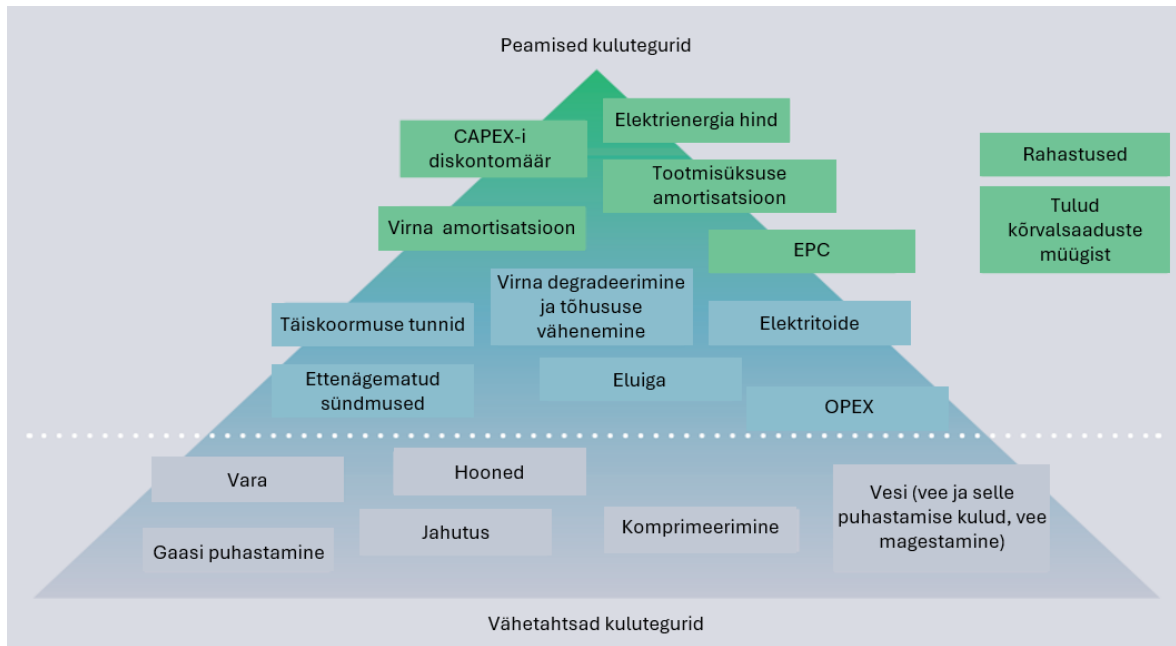 Peamised kulutegurid
Elektrienergia hind
CAPEX-i
diskontomäär
Rahastused
Tootmisüksuse
amortisatsioon
Virna amortisatsioon
Tulud
kõrvalsaaduste
müügist
EPC
Virna degradeerimine
ja tõhususe
vähenemine
Täiskoormuse tunnid
Elektritoide
Ettenägematud
sündmused
Eluiga
OPEX
Vara
Hooned
Vesi (vee ja selle
puhastamise kulud, vee
magestamine)
Gaasi puhastamine
Jahutus
Komprimeerimine
Vähetahtsad kulutegurid